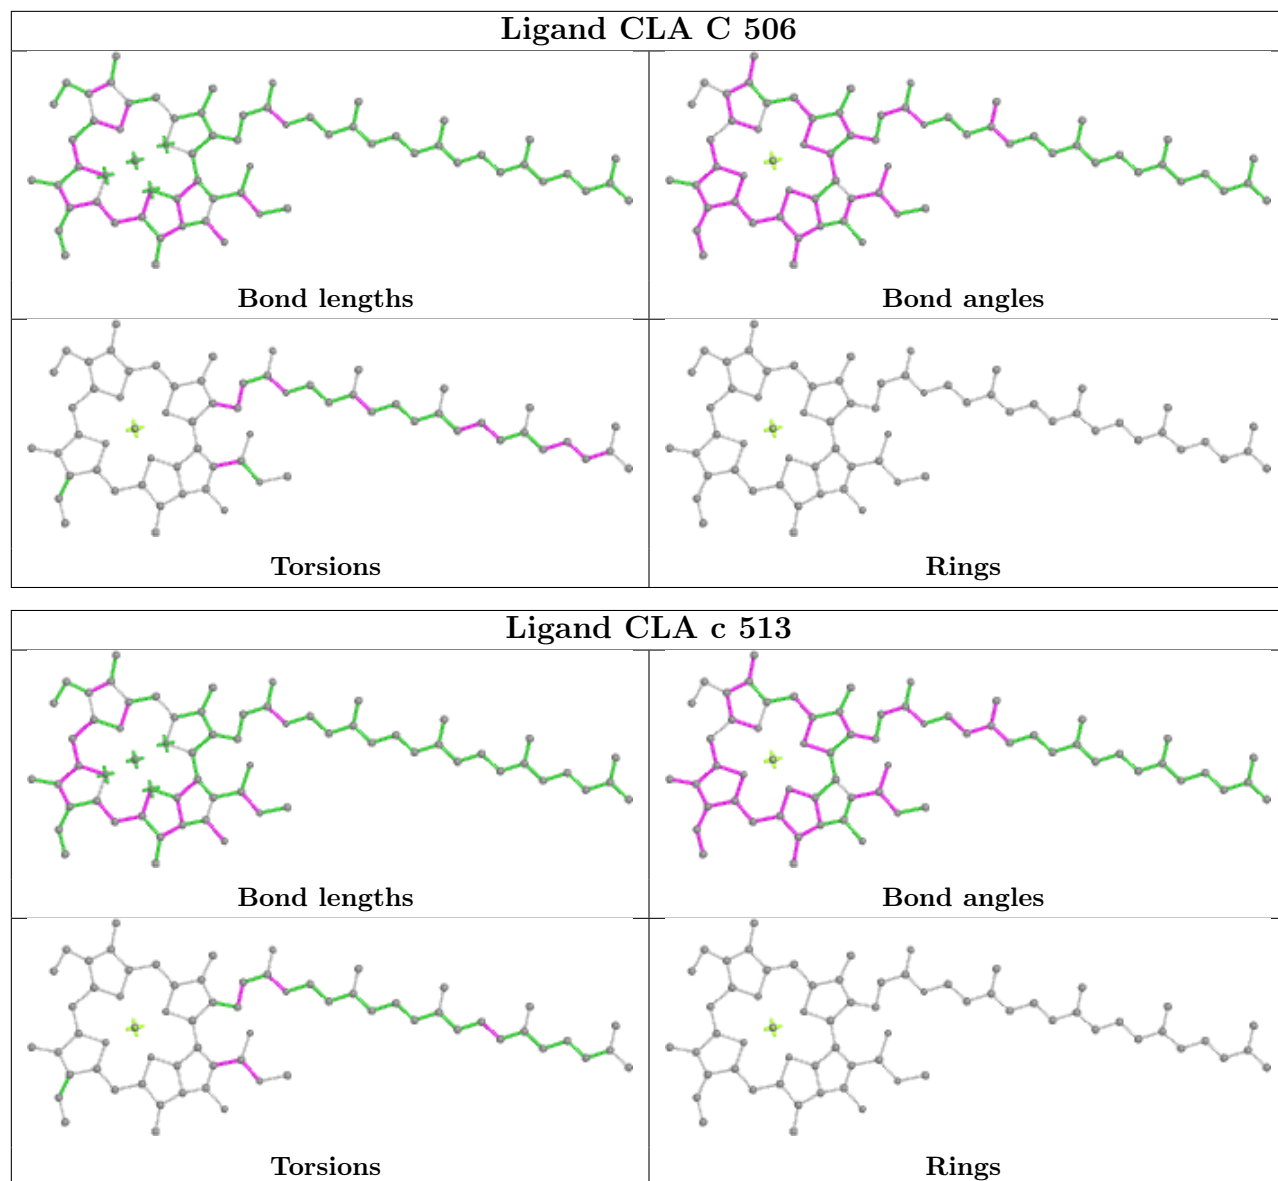 Ligand CLA C 506
Bond lengths
Bond angles
Torsions
Rings
Ligand CLA c 513
Bond lengths
Bond angles
Torsions
Rings